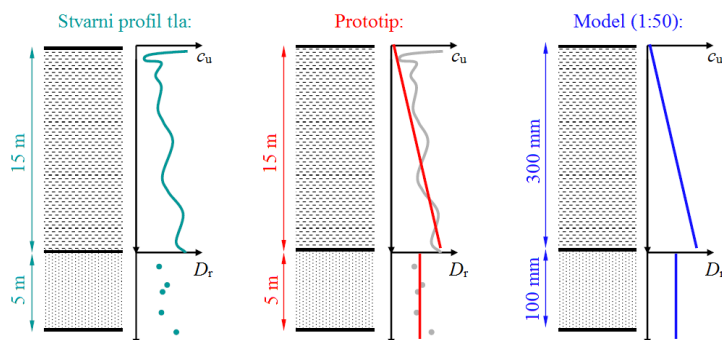 Stvarni profil tla:
Prototip:
Model (1:50):
cu
cu
cu
15 m
15 m
300 mm
Dr
Dr
Dr
5 m
5 m
100 mm